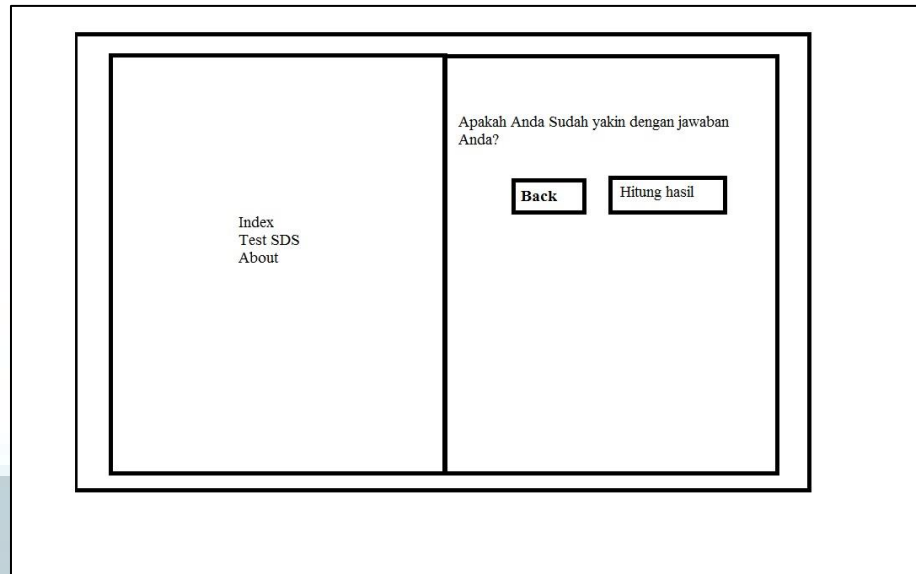 Index
Test SDS
About
Apakah Anda Sudah yakin dengan jawaban
Anda?
Back
Hitung hasil